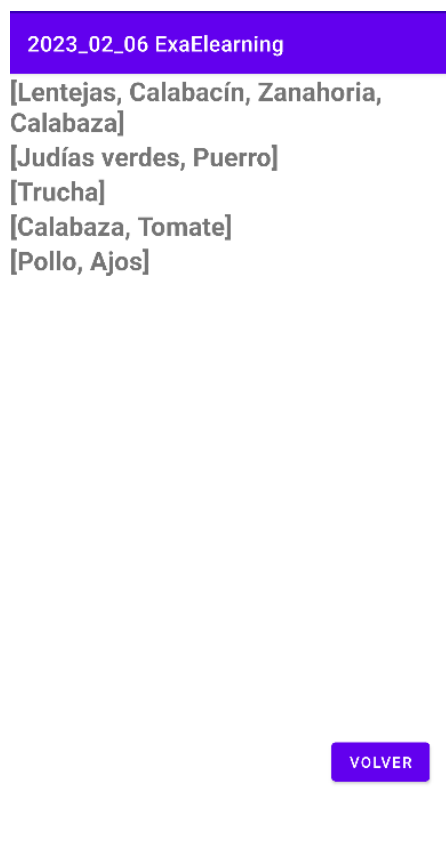 2023_02_06 ExaElearning
[Lentejas, Calabacín, Zanahoria,
Calabaza]
[Judías verdes, Puerro]
[Trucha]
[Calabaza, Tomate]
[Pollo, Ajos]
VOLVER